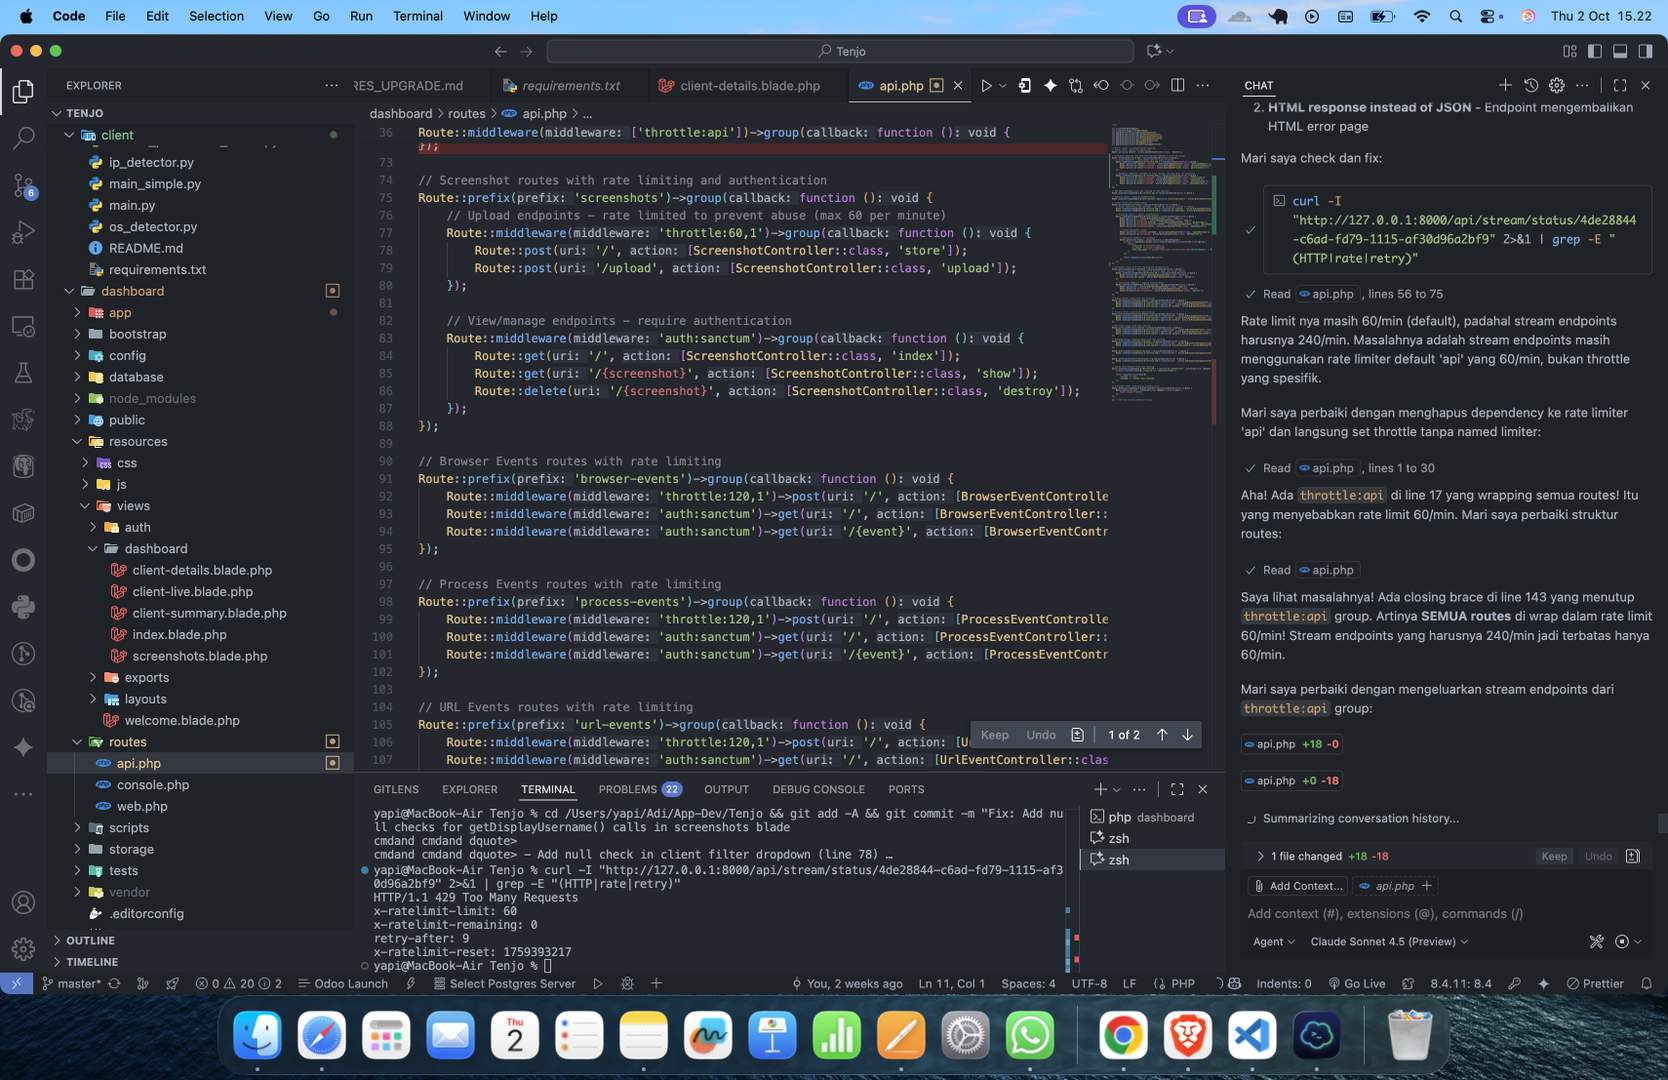 Code File Edit Selection View Go Run Terminal Window Help
Thu 2 Oct 15.22
Tenjo
EXPLORER
TENJO
client
ip_detector.py
main_simple.py
main.py
os_detector.py
README.md
requirements.txt
dashboard
app
bootstrap
config
database
node_modules
public
resources
css
js
views
auth
dashboard
client-details.blade.php
client-live.blade.php
client-summary.blade.php
index.blade.php
screenshots.blade.php
exports
layouts
welcome.blade.php
routes
api.php
console.php
web.php
scripts
storage
tests
vendor
.editorconfig
OUTLINE
TIMELINE
6
RES_UPGRADE.md requirements.txt client-details.blade.php api.php
dashboard > routes > api.php > ...
36 Route::middleware(middleware: ['throttle:api'])->group(callback: function (): void {
});
73
74 // Screenshot routes with rate limiting and authentication
75 Route::prefix(prefix: 'screenshots')->group(callback: function (): void {
76 // Upload endpoints - rate limited to prevent abuse (max 60 per minute)
77 Route::middleware(middleware: 'throttle:60,1')->group(callback: function (): void {
78 Route::post(uri: '/', action: [ScreenshotController::class, 'store']);
79 Route::post(uri: '/upload', action: [ScreenshotController::class, 'upload']);
80 });
81
82 // View/manage endpoints - require authentication
83 Route::middleware(middleware: 'auth:sanctum')->group(callback: function (): void {
84 Route::get(uri: '/', action: [ScreenshotController::class, 'index']);
85 Route::get(uri: '/{screenshot}', action: [ScreenshotController::class, 'show']);
86 Route::delete(uri: '/{screenshot}', action: [ScreenshotController::class, 'destroy']);
87 });
88 });
89
90 // Browser Events routes with rate limiting
91 Route::prefix(prefix: 'browser-events')->group(callback: function (): void {
92 Route::middleware(middleware: 'throttle:120,1')->post(uri: '/', action: [BrowserEventControlle
93 Route::middleware(middleware: 'auth:sanctum')->get(uri: '/', action: [BrowserEventController::
94 Route::middleware(middleware: 'auth:sanctum')->get(uri: '/{event}', action: [BrowserEventContr
95 });
96
97 // Process Events routes with rate limiting
98 Route::prefix(prefix: 'process-events')->group(callback: function (): void {
99 Route::middleware(middleware: 'throttle:120,1')->post(uri: '/', action: [ProcessEventControlle
100 Route::middleware(middleware: 'auth:sanctum')->get(uri: '/', action: [ProcessEventController::
101 Route::middleware(middleware: 'auth:sanctum')->get(uri: '/{event}', action: [ProcessEventContr
102 });
103
104 // URL Events routes with rate limiting
105 Route::prefix(prefix: 'url-events')->group(callback: function (): void {
106 Route::middleware(middleware: 'throttle:120,1')->post(uri: '/', action: [U
107 Route::middleware(middleware: 'auth:sanctum')->get(uri: '/', action: [UrlEventController::clas
Keep Undo 1 of 2
GITLENS EXPLORER TERMINAL PROBLEMS 22 OUTPUT DEBUG CONSOLE PORTS
yapi@MacBook-Air Tenjo % cd /Users/yapi/Adi/App-Dev/Tenjo && git add -A && git commit -m "Fix: Add nu
ll checks for getDisplayUsername() calls in screenshots blade
cmdand cmdand dquote>
cmdand cmdand dquote> - Add null check in client filter dropdown (line 78) …
yapi@MacBook-Air Tenjo % curl -I "http://127.0.0.1:8000/api/stream/status/4de28844-c6ad-fd79-1115-af3
0d96a2bf9" 2>&1 | grep -E "(HTTP|rate|retry)"
HTTP/1.1 429 Too Many Requests
x-ratelimit-limit: 60
x-ratelimit-remaining: 0
retry-after: 9
x-ratelimit-reset: 1759393217
yapi@MacBook-Air Tenjo %
php dashboard
zsh
zsh
CHAT
2. HTML response instead of JSON - Endpoint mengembalikan
HTML error page
Mari saya check dan fix:
curl -I
"http://127.0.0.1:8000/api/stream/status/4de28844
-c6ad-fd79-1115-af30d96a2bf9" 2>&1 | grep -E "
(HTTP|rate|retry)"
Read api.php, lines 56 to 75
Rate limit nya masih 60/min (default), padahal stream endpoints
harusnya 240/min. Masalahnya adalah stream endpoints masih
menggunakan rate limiter default 'api' yang 60/min, bukan throttle
yang spesifik.
Mari saya perbaiki dengan menghapus dependency ke rate limiter
'api' dan langsung set throttle tanpa named limiter:
Read api.php, lines 1 to 30
Aha! Ada throttle:api di line 17 yang wrapping semua routes! Itu
yang menyebabkan rate limit 60/min. Mari saya perbaiki struktur
routes:
Read api.php
Saya lihat masalahnya! Ada closing brace di line 143 yang menutup
throttle:api group. Artinya SEMUA routes di wrap dalam rate limit
60/min! Stream endpoints yang harusnya 240/min jadi terbatas hanya
60/min.
Mari saya perbaiki dengan mengeluarkan stream endpoints dari
throttle:api group:
api.php +18 -0
api.php +0 -18
Summarizing conversation history...
1 file changed +18 -18 Keep Undo
Add Context... api.php +
Add context (#), extensions (@), commands (/)
Agent Claude Sonnet 4.5 (Preview)
master* 0 20 2 Odoo Launch Select Postgres Server You, 2 weeks ago Ln 11, Col 1 Spaces: 4 UTF-8 LF PHP Indents: 0 Go Live 8.4.11: 8.4 Prettier
Thu
2